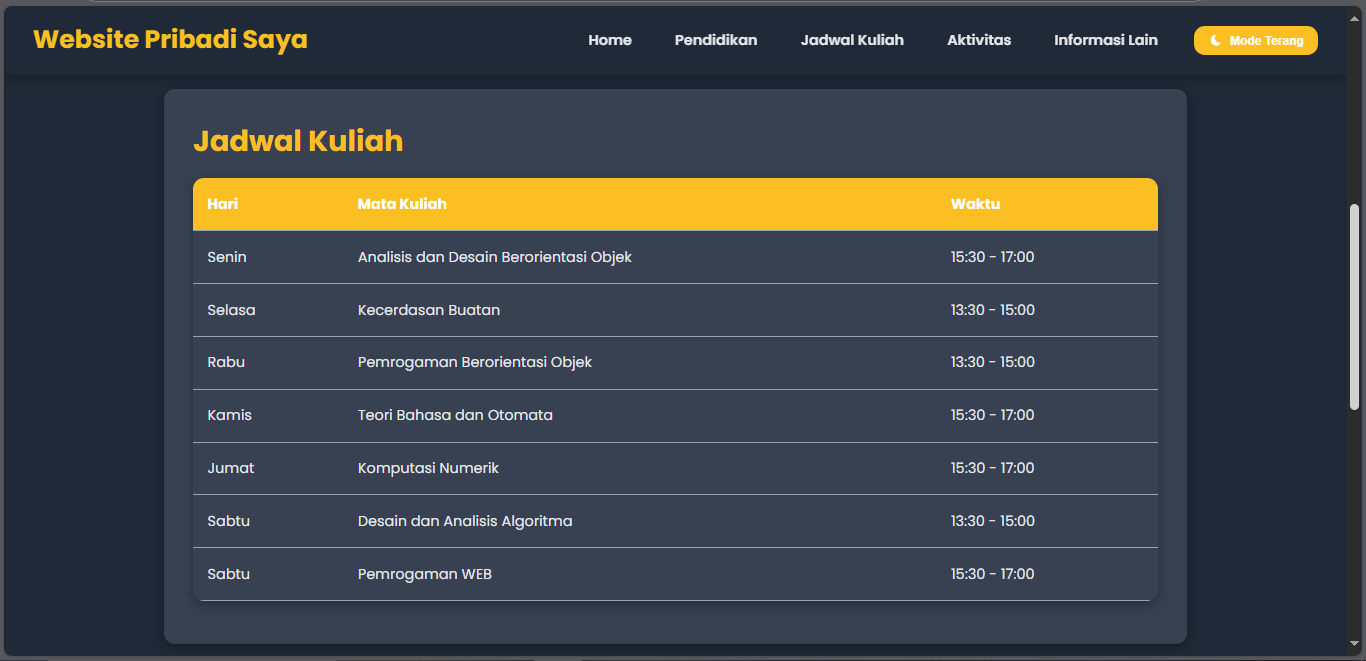 Website Pribadi Saya Home Pendidikan Jadwal Kuliah Aktivitas Informasi Lain Mode Terang
Jadwal Kuliah
Hari Mata Kuliah Waktu
Senin Analisis dan Desain Berorientasi Objek 15:30 - 17:00
Selasa Kecerdasan Buatan 13:30 - 15:00
Rabu Pemrogaman Berorientasi Objek 13:30 - 15:00
Kamis Teori Bahasa dan Otomata 15:30 - 17:00
Jumat Komputasi Numerik 15:30 - 17:00
Sabtu Desain dan Analisis Algoritma 13:30 - 15:00
Sabtu Pemrogaman WEB 15:30 - 17:00